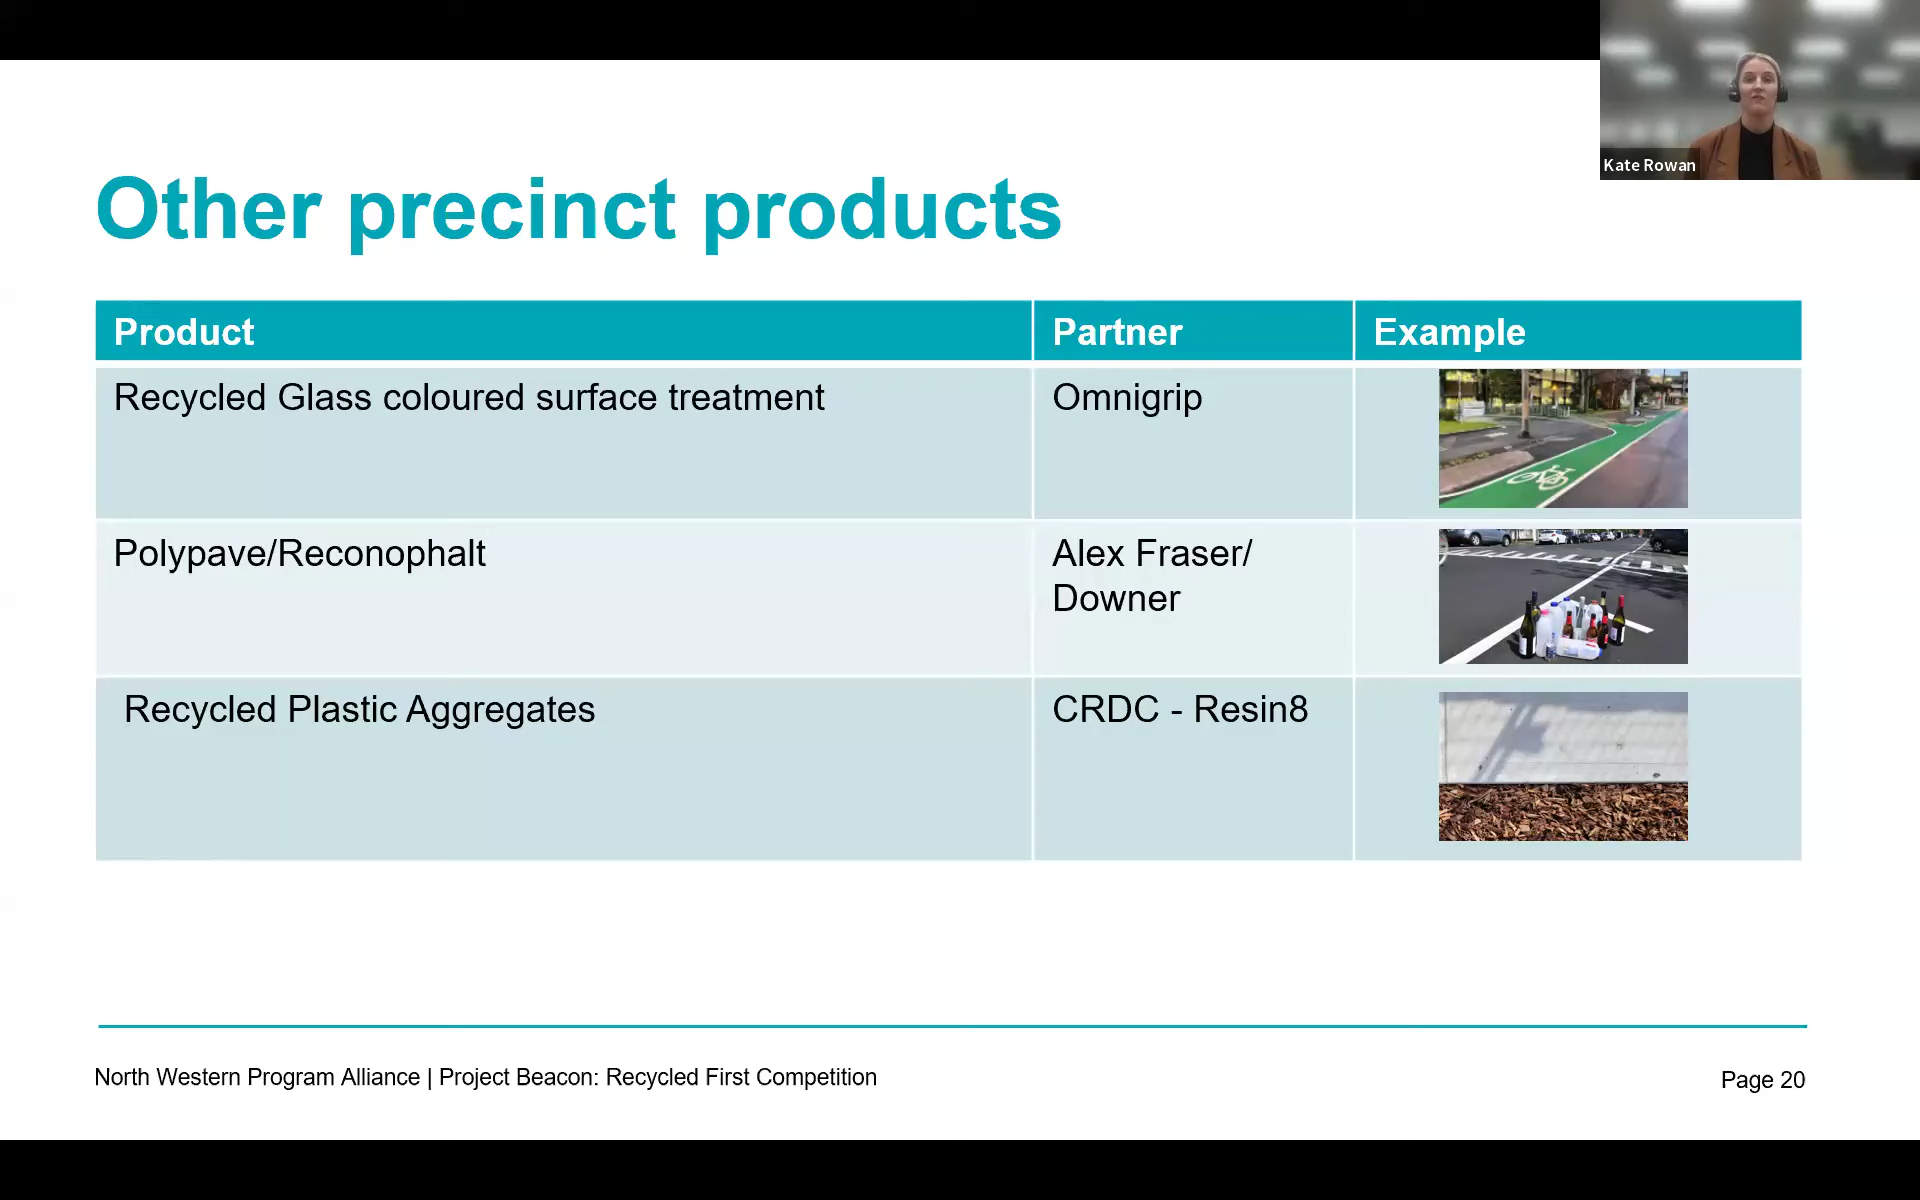 Kate Rowan
Other precinct products
Product Partner Example
Recycled Glass coloured surface treatment Omnigrip
Polypave/Reconophalt Alex Fraser/
Downer
Recycled Plastic Aggregates CRDC - Resin8
North Western Program Alliance | Project Beacon: Recycled First Competition
Page 20